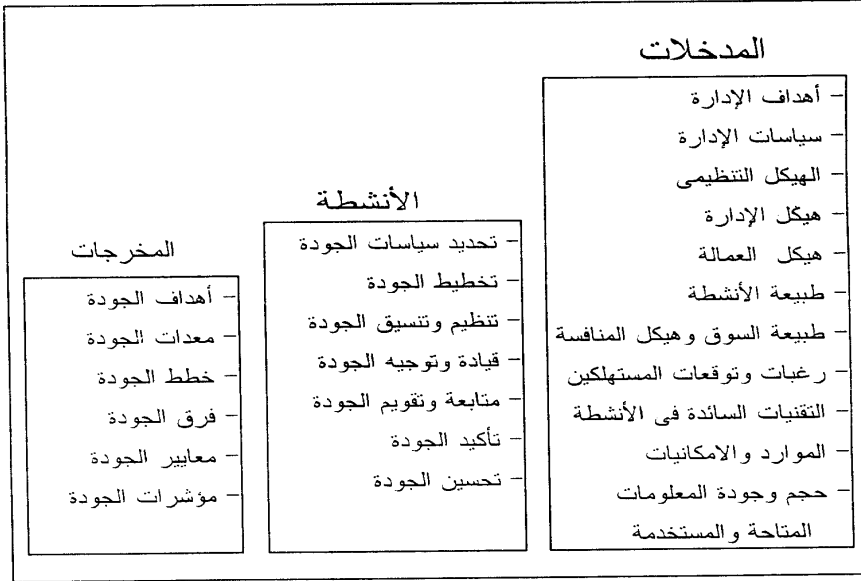 المدخلات
- أهداف الإدارة
- سياسات الإدارة
- الهيكل التنظيمى
- هيكل الإدارة
- هيكل العمالة
- طبيعة الأنشطة
- طبيعة السوق وهيكل المنافسة
- رغبات وتوقعات المستهلكين
- التقنيات السائدة فى الأنشطة
- الموارد والامكانيات
- حجم وجودة المعلومات
المتاحة والمستخدمة
الأنشطة
- تحديد سياسات الجودة
- تخطيط الجودة
- تنظيم وتنسيق الجودة
- قيادة وتوجيه الجودة
- متابعة وتقويم الجودة
- تأكيد الجودة
- تحسين الجودة
المخرجات
- أهداف الجودة
- معدات الجودة
- خطط الجودة
- فرق الجودة
- معايير الجودة
- مؤشرات الجودة